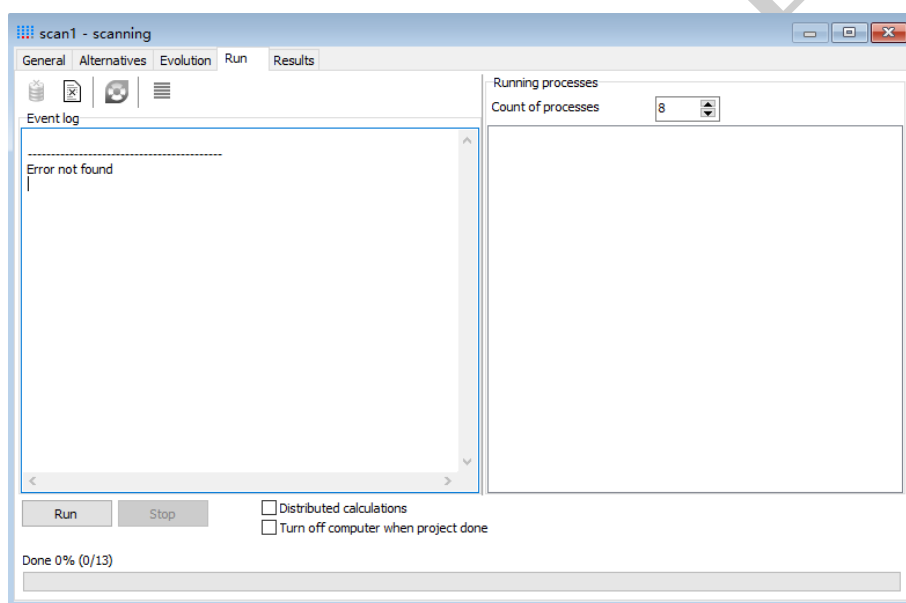 scan1 - scanning
General Alternatives Evolution Run Results
Event log
-------------------------------------------
Error not found
Running processes
Count of processes 8
Run Stop
Distributed calculations
Turn off computer when project done
Done 0% (0/13)